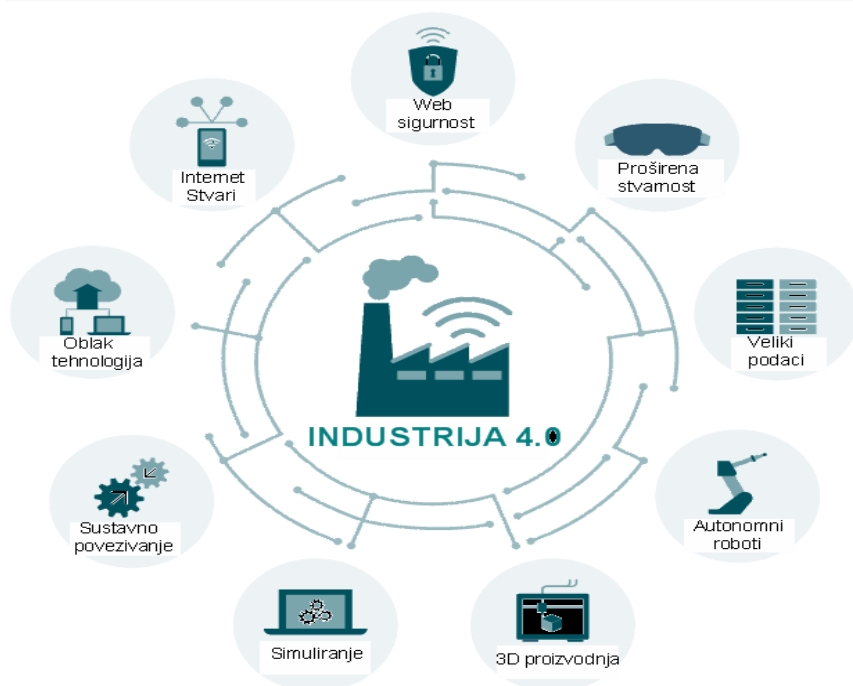 Web
sigurnost
Proširena
stvarnost
Internet
Stvari
Veliki
podaci
Oblak
tehnologija
INDUSTRIJA 4.0
Autonomni
roboti
Sustavno
povezivanje
Simuliranje
3D proizvodnja